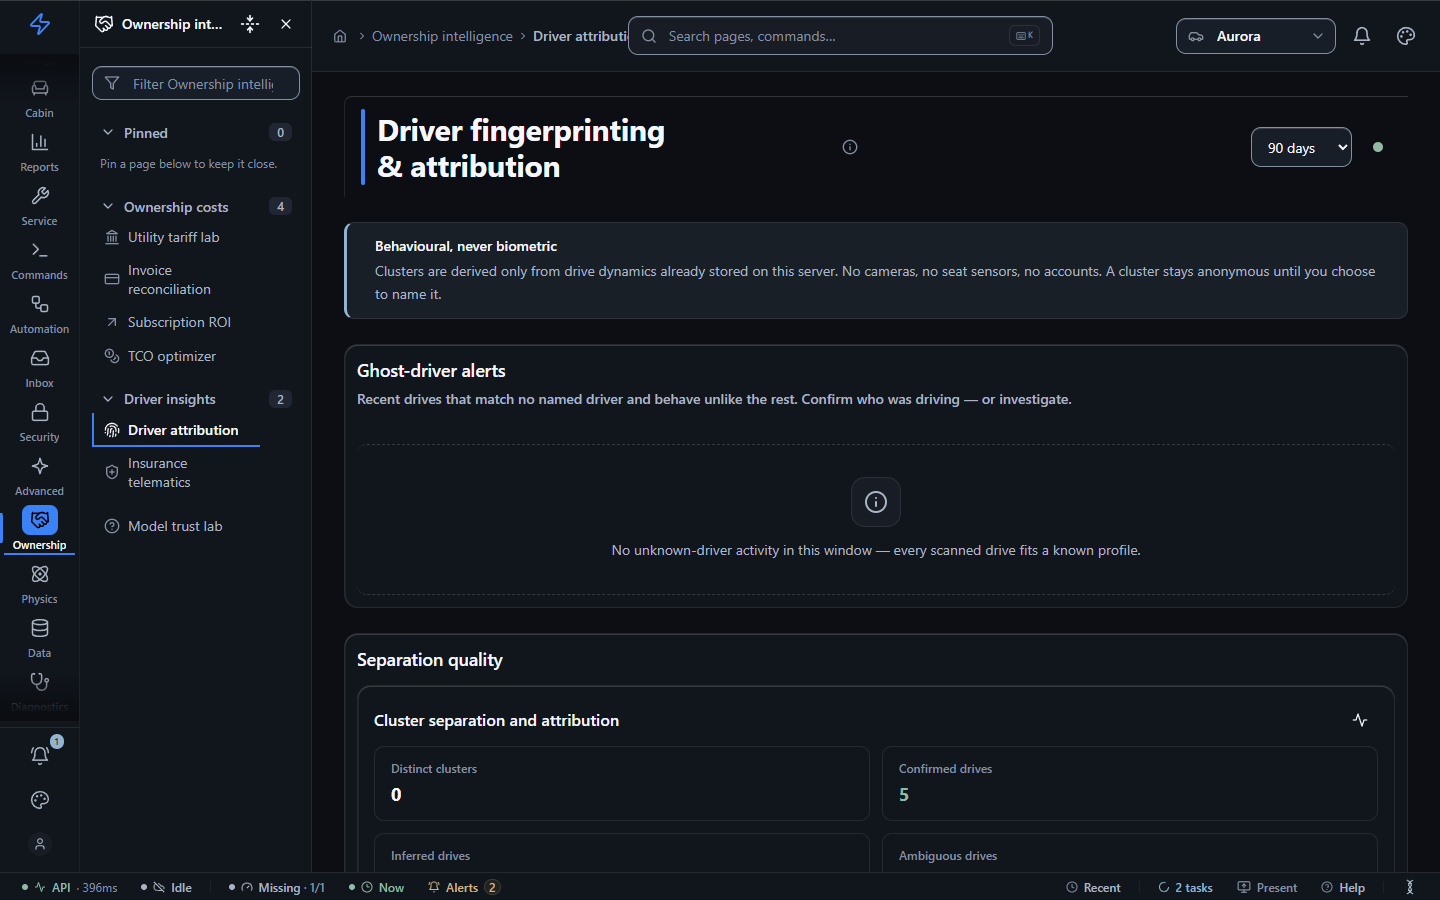 Ownership int...
Ownership intelligence
Driver attributi
Search pages, commands...
K
Aurora
Filter Ownership intelli
Cabin
Reports
Service
Commands
Automation
Inbox
Security
Advanced
Ownership
Physics
Data
Diagnostics
1
Pinned
0
Pin a page below to keep it close.
Ownership costs
4
Utility tariff lab
Invoice
reconciliation
Subscription ROI
TCO optimizer
Driver insights
2
Driver attribution
Insurance
telematics
Model trust lab
Driver fingerprinting
& attribution
90 days
Behavioural, never biometric
Clusters are derived only from drive dynamics already stored on this server. No cameras, no seat sensors, no accounts. A cluster stays anonymous until you choose
to name it.
Ghost-driver alerts
Recent drives that match no named driver and behave unlike the rest. Confirm who was driving — or investigate.
No unknown-driver activity in this window — every scanned drive fits a known profile.
Separation quality
Cluster separation and attribution
Distinct clusters
0
Confirmed drives
5
Inferred drives
Ambiguous drives
API · 396ms
Idle
Missing · 1/1
Now
Alerts 2
Recent
2 tasks
Present
Help